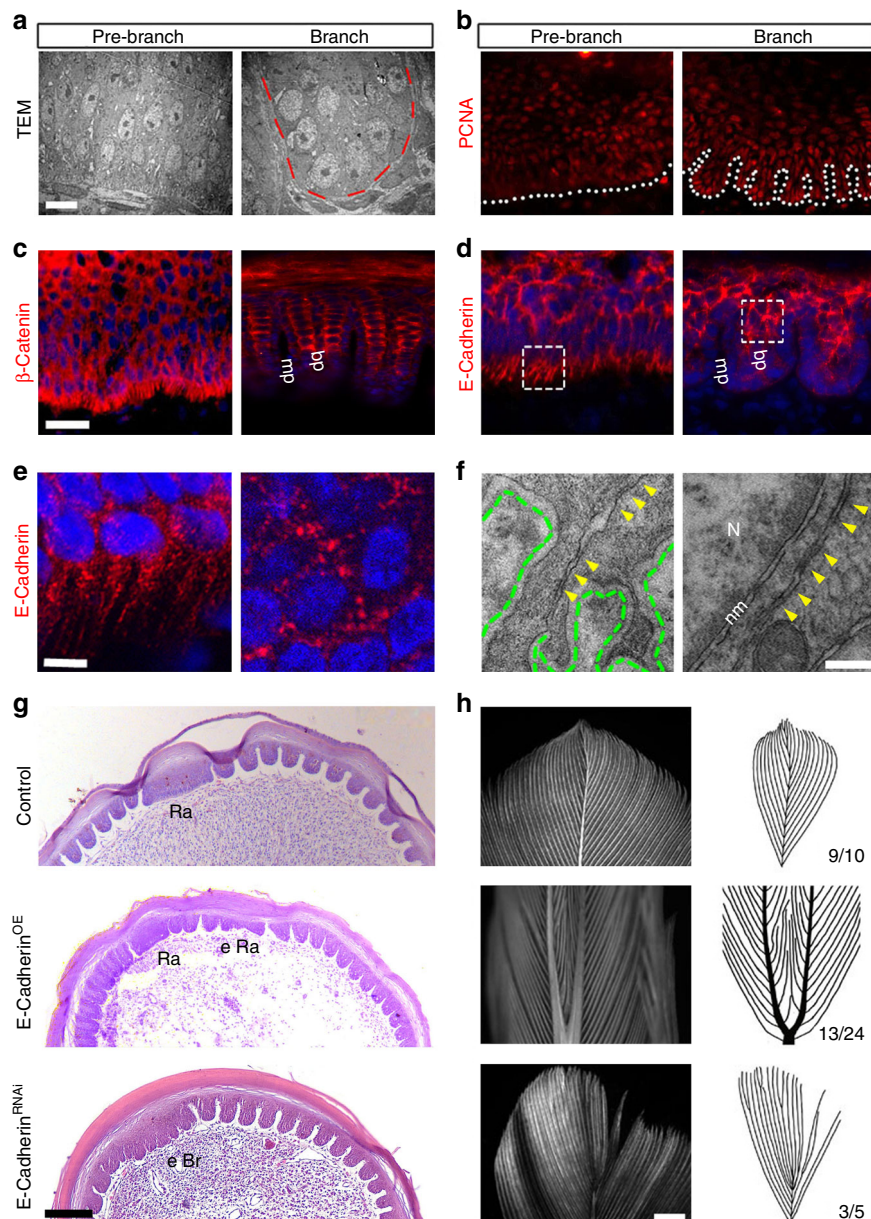 a
Pre-branch Branch
TEM
b
Pre-branch Branch
PCNA
c
β-Catenin
mp
bp
d
E-Cadherin
mp
bp
e
E-Cadherin
f
N
nm
g
Control
Ra
E-Cadherin^OE
Ra
e Ra
E-Cadherin^RNAi
e Br
h
9/10
13/24
3/5